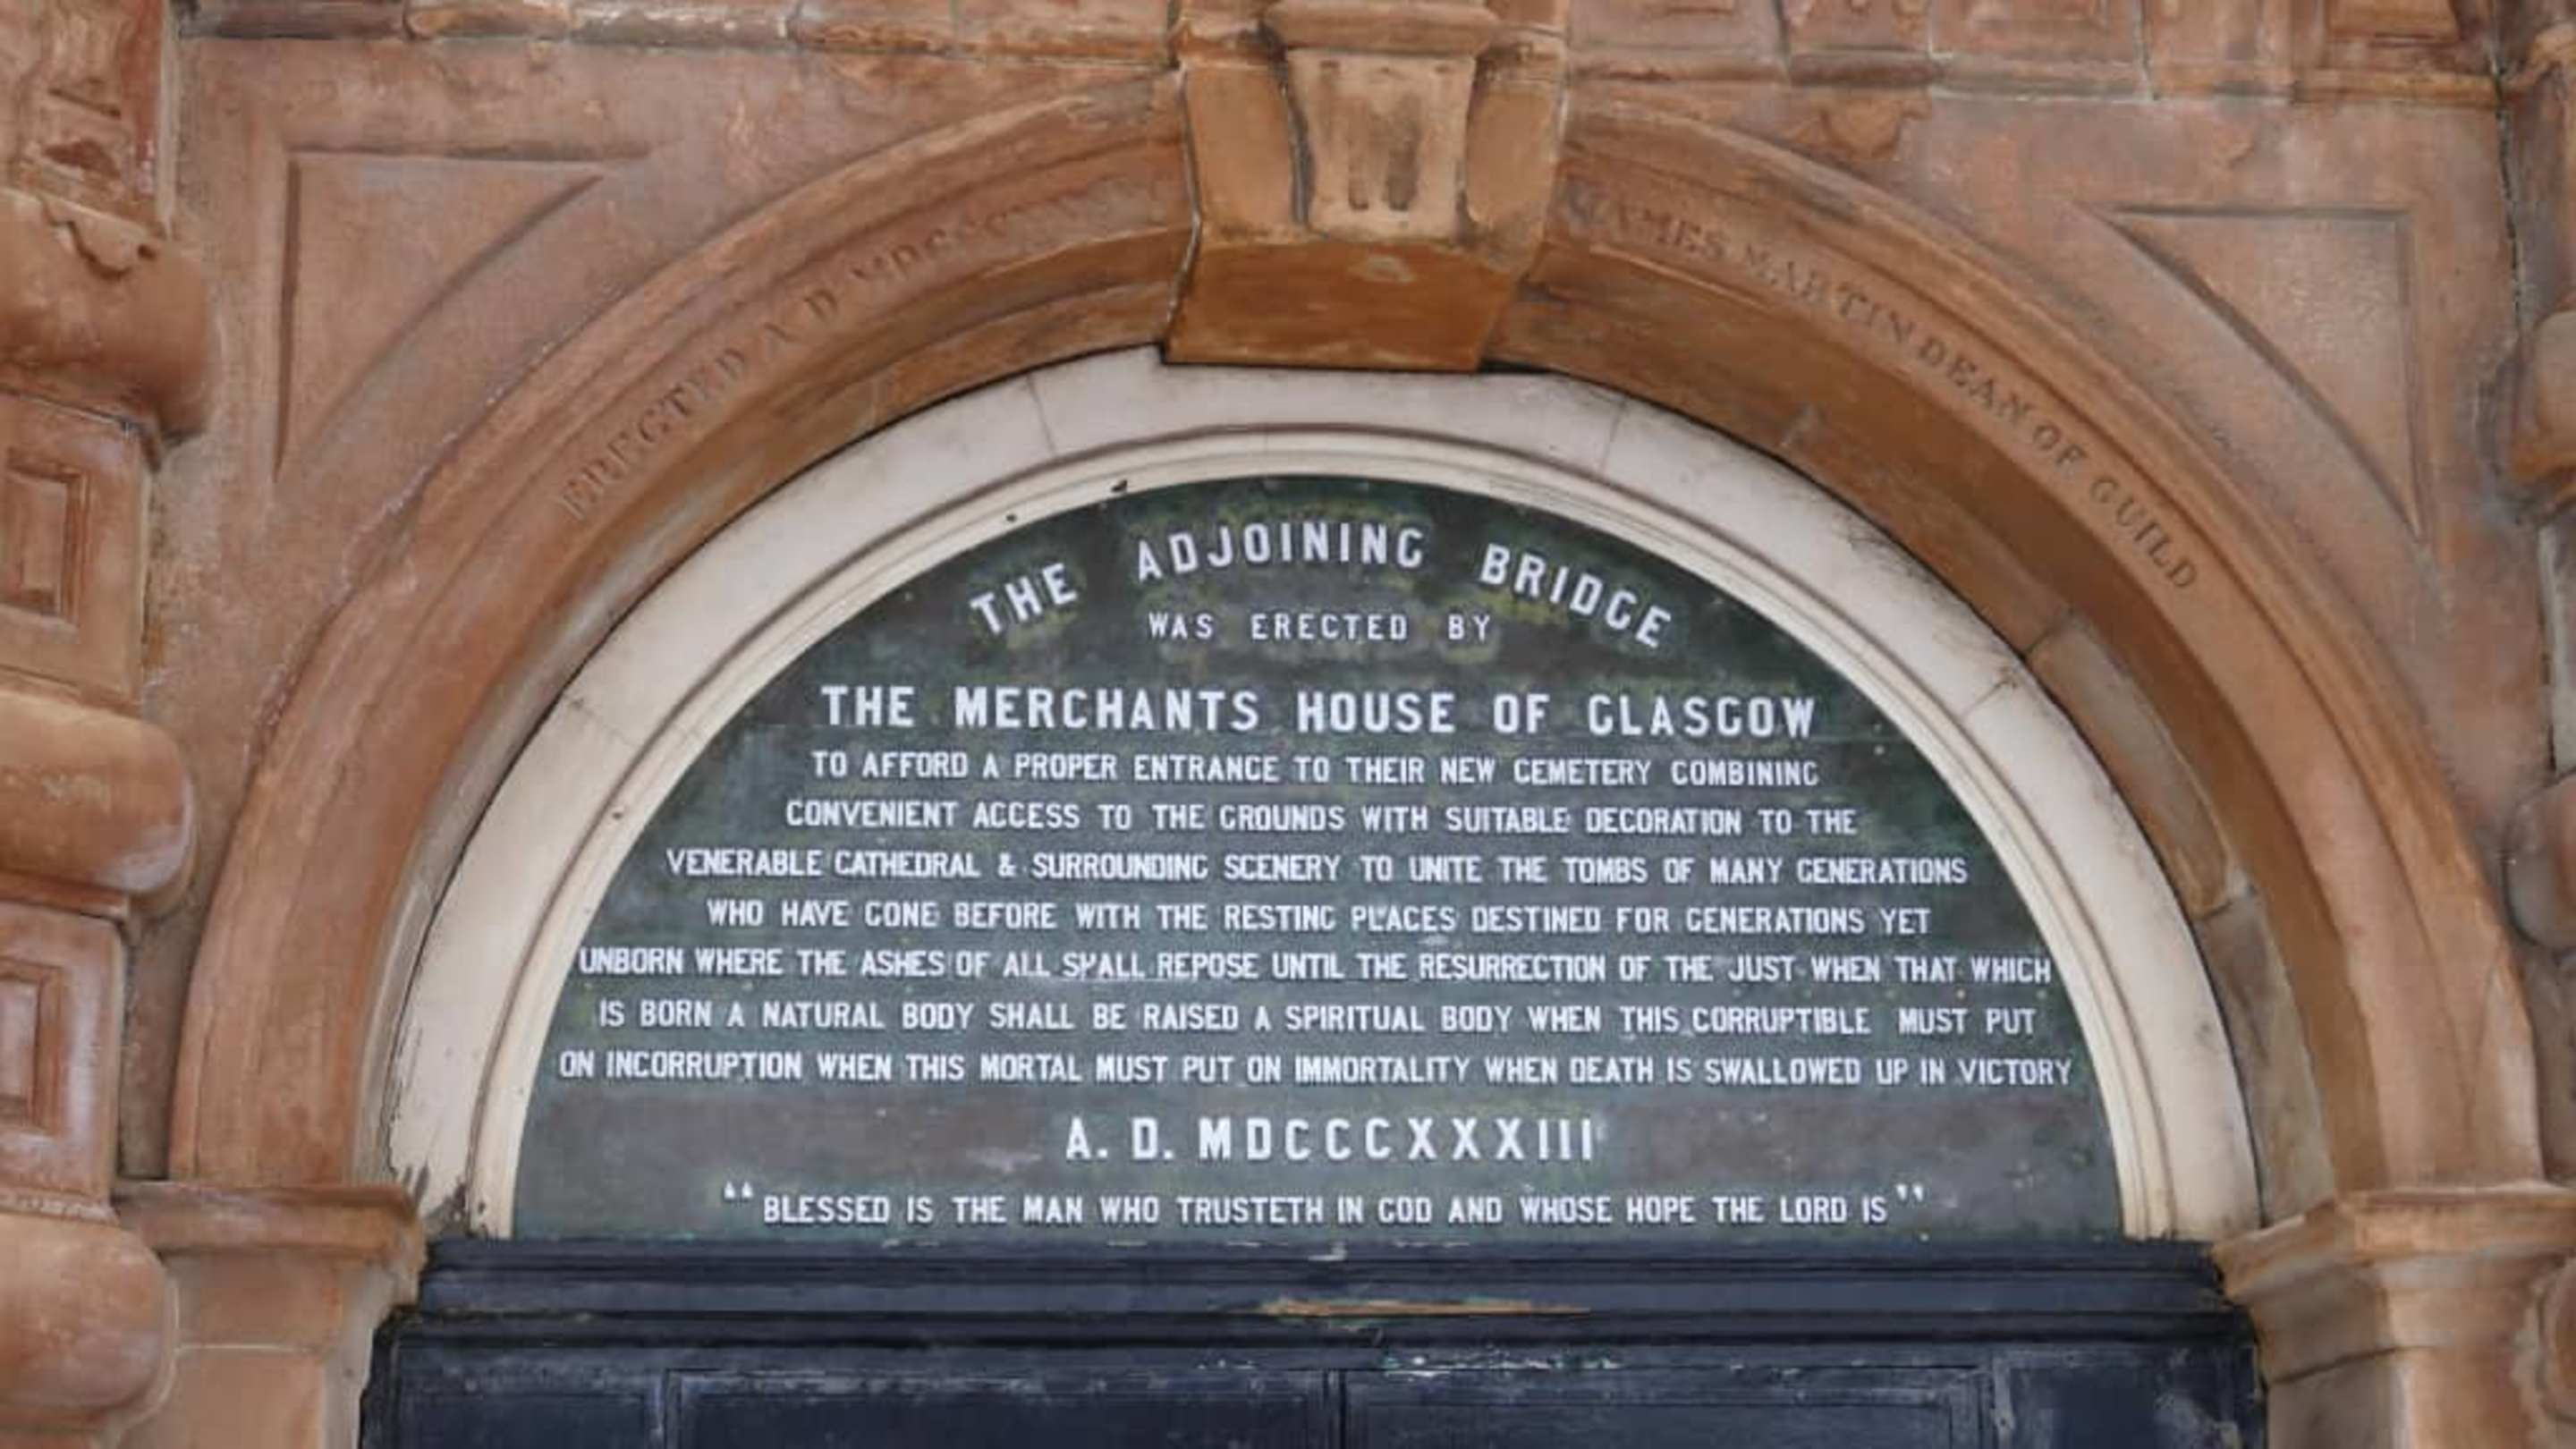 ERECTED A D
JAMES MARTIN DEAN OF GUILD
THE ADJOINING BRIDGE
WAS ERECTED BY
THE MERCHANTS HOUSE OF GLASGOW
TO AFFORD A PROPER ENTRANCE TO THEIR NEW CEMETERY COMBINING
CONVENIENT ACCESS TO THE GROUNDS WITH SUITABLE DECORATION TO THE
VENERABLE CATHEDRAL & SURROUNDING SCENERY TO UNITE THE TOMBS OF MANY GENERATIONS
WHO HAVE GONE BEFORE WITH THE RESTING PLACES DESTINED FOR GENERATIONS YET
UNBORN WHERE THE ASHES OF ALL SHALL REPOSE UNTIL THE RESURRECTION OF THE JUST WHEN THAT WHICH
IS BORN A NATURAL BODY SHALL BE RAISED A SPIRITUAL BODY WHEN THIS CORRUPTIBLE MUST PUT
ON INCORRUPTION WHEN THIS MORTAL MUST PUT ON IMMORTALITY WHEN DEATH IS SWALLOWED UP IN VICTORY
A. D. MDCCCXXXIII
“BLESSED IS THE MAN WHO TRUSTETH IN GOD AND WHOSE HOPE THE LORD IS”